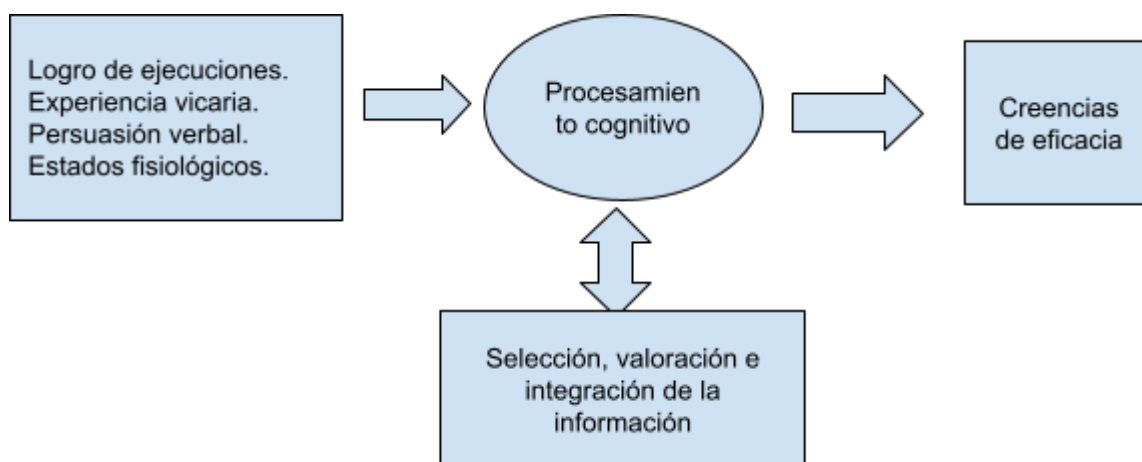 Logro de ejecuciones.
Experiencia vicaria.
Persuasión verbal.
Estados fisiológicos.
Procesamien
to cognitivo
Creencias
de eficacia
Selección, valoración e
integración de la
información